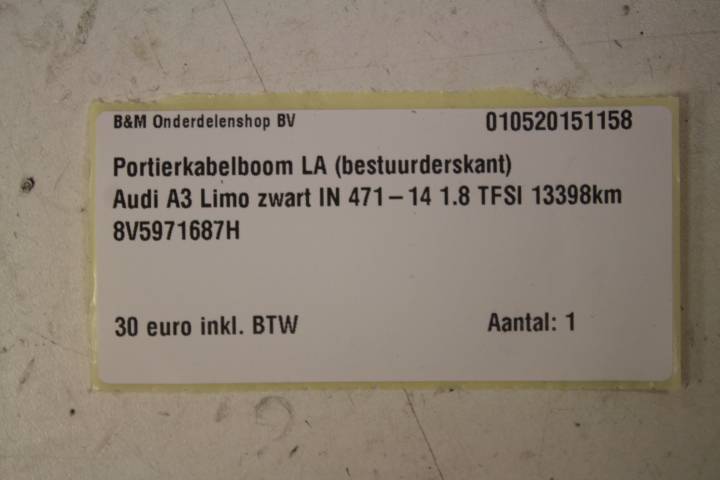 B&M Onderdelenshop BV 010520151158
Portierkabelboom LA (bestuurderskant)
Audi A3 Limo zwart IN 471-14 1.8 TFSI 13398km
8V5971687H
30 euro inkl. BTW Aantal: 1